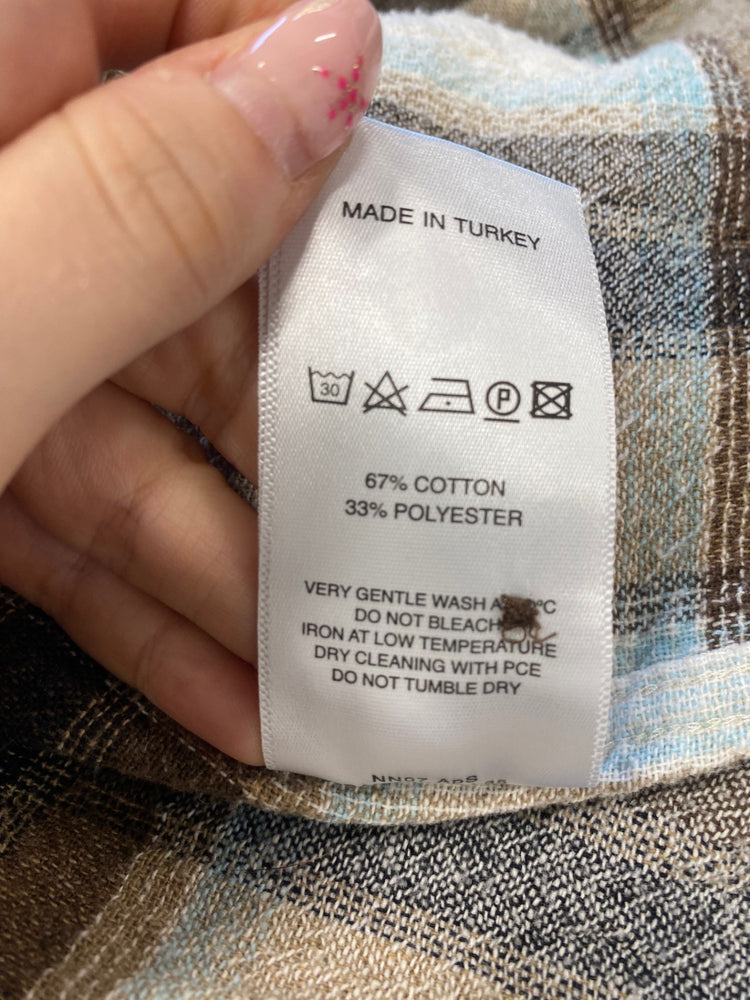 MADE IN TURKEY
30
P
67% COTTON
33% POLYESTER
VERY GENTLE WASH
DO NOT BLEACH
IRON AT LOW TEMPERATURE
DRY CLEANING WITH PCE
DO NOT TUMBLE DRY